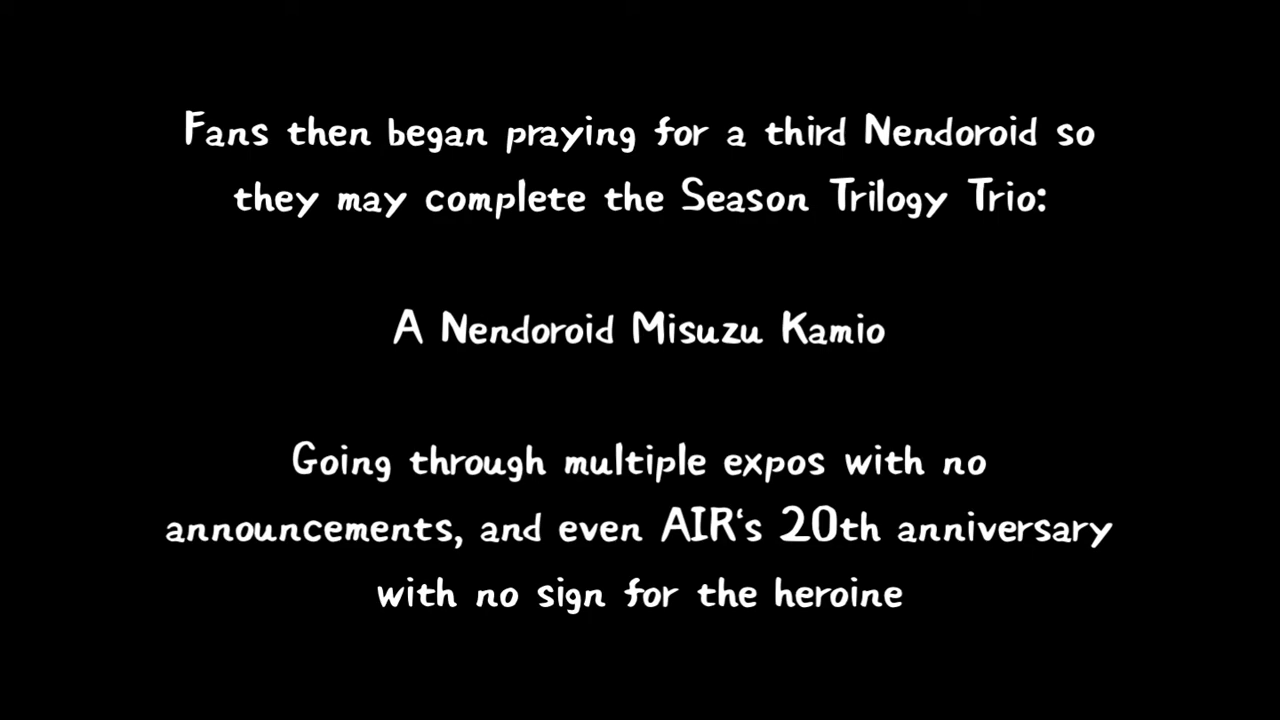 Fans then began praying for a third Nendoroid so
they may complete the Season Trilogy Trio:
A Nendoroid Misuzu Kamio
Going through multiple expos with no
announcements, and even AIR‘s 20th anniversary
with no sign for the heroine